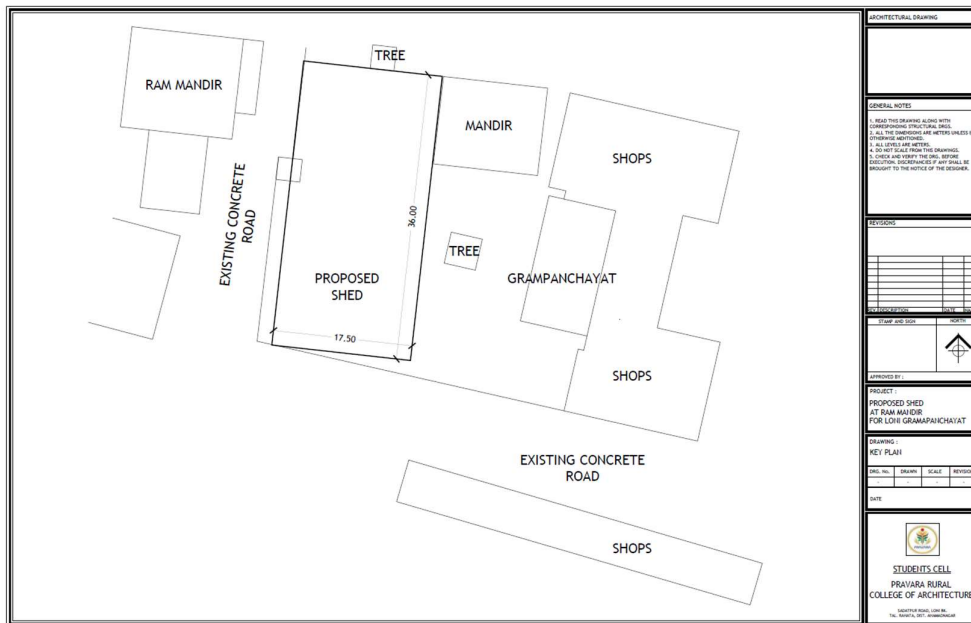 TREE
RAM MANDIR
MANDIR
SHOPS
EXISTING CONCRETE
ROAD
36.00
TREE
PROPOSED
SHED
GRAMPANCHAYAT
17.50
SHOPS
EXISTING CONCRETE
ROAD
SHOPS
ARCHITECTURAL DRAWING
GENERAL NOTES
1. READ THIS DRAWING ALONG WITH
CORRESPONDING STRUCTURAL DRGS.
2. ALL THE DIMENSIONS ARE METERS UNLESS
OTHERWISE MENTIONED.
3. ALL LEVELS ARE METERS.
4. DO NOT SCALE FROM THIS DRAWINGS.
5. CHECK AND VERIFY THE DRG. BEFORE
EXECUTION. DISCREPANCIES IF ANY SHALL BE
BROUGHT TO THE NOTICE OF THE DESIGNER.
REVISIONS
DESCRIPTION DATE
STAMP AND SIGN NORTH
APPROVED BY :
PROJECT :
PROPOSED SHED
AT RAM MANDIR
FOR LONI GRAMAPANCHAYAT
DRAWING :
KEY PLAN
DRG. No. DRAWN SCALE REVISION
DATE
STUDENTS CELL
PRAVARA RURAL
COLLEGE OF ARCHITECTURE